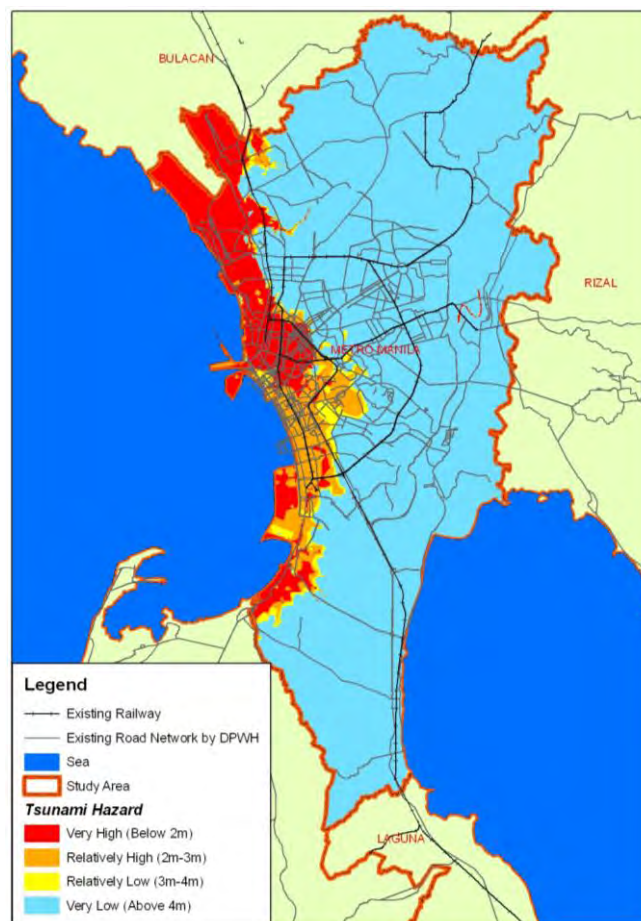 BULACAN
RIZAL
METRO MANILA
LAGUNA
Legend
Existing Railway
Existing Road Network by DPWH
Sea
Study Area
Tsunami Hazard
Very High (Below 2m)
Relatively High (2m-3m)
Relatively Low (3m-4m)
Very Low (Above 4m)